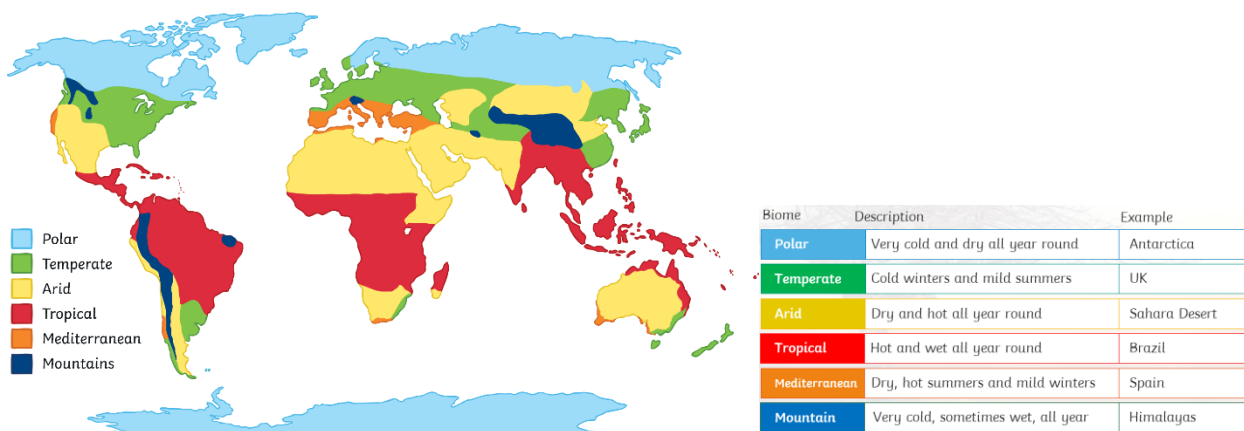 Polar
Temperate
Arid
Tropical
Mediterranean
Mountains
Biome Description Example
Polar Very cold and dry all year round Antarctica
Temperate Cold winters and mild summers UK
Arid Dry and hot all year round Sahara Desert
Tropical Hot and wet all year round Brazil
Mediterranean Dry, hot summers and mild winters Spain
Mountain Very cold, sometimes wet, all year Himalayas